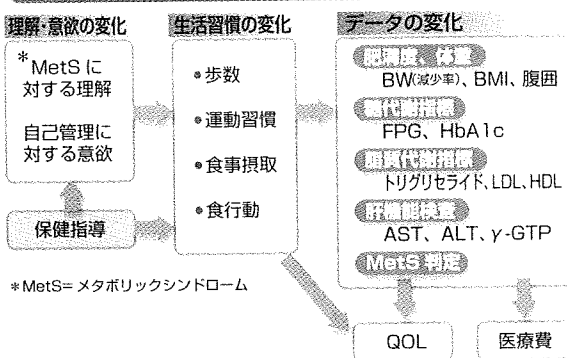 理解・意欲の変化
*MetS に
対する理解
自己管理に
対する意欲
保健指導
*MetS=メタボリックシンドローム
生活習慣の変化
●歩数
●運動習慣
●食事摂取
●食行動
データの変化
肥満度、体重
BW(減少率)、BMI、腹囲
糖代謝指標
FPG、HbA1c
脂質代謝指標
トリグリセライド、LDL、HDL
肝機能検査
AST、ALT、γ-GTP
MetS 判定
QOL
医療費